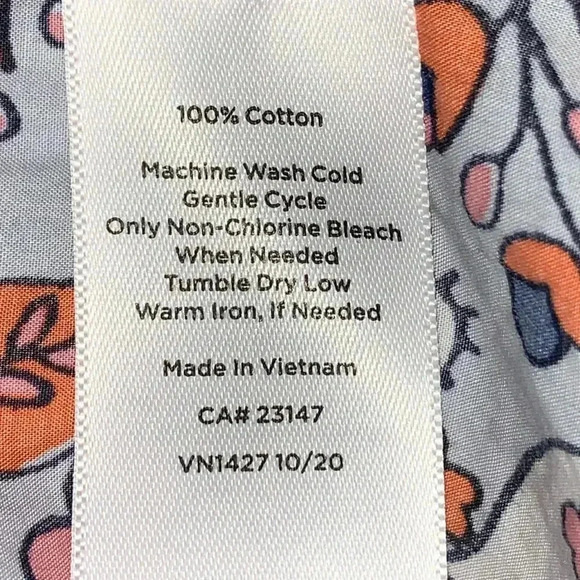 100% Cotton
Machine Wash Cold
Gentle Cycle
Only Non-Chlorine Bleach
When Needed
Tumble Dry Low
Warm Iron, If Needed
Made In Vietnam
CA# 23147
VN1427 10/20